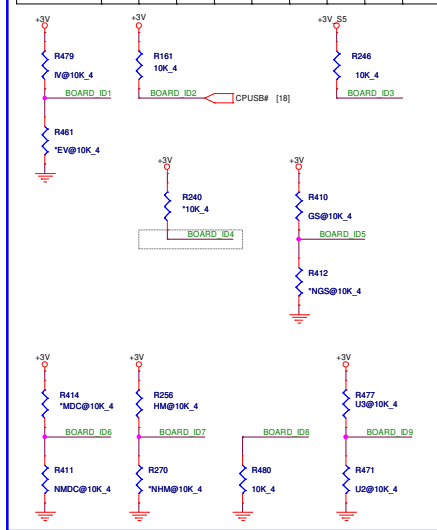 +3V
+3V
+3V_S5
R479
IV@10K_4
R161
10K_4
R246
10K_4
BOARD_ID1
BOARD_ID2
CPUSB# [18]
BOARD_ID3
R461
*EV@10K_4
+3V
+3V
R240
*10K_4
R410
GS@10K_4
BOARD_ID4
BOARD_ID5
R412
*NGS@10K_4
+3V
+3V
+3V
R414
*MDC@10K_4
R256
HM@10K_4
R477
U3@10K_4
BOARD_ID6
BOARD_ID7
BOARD_ID8
BOARD_ID9
R411
NMDC@10K_4
R270
*NHM@10K_4
R480
10K_4
R471
U2@10K_4